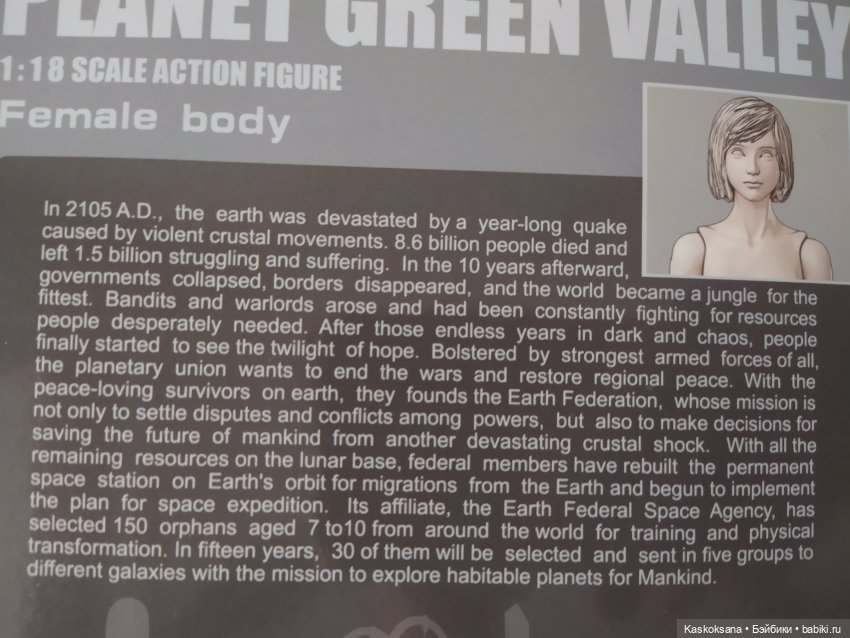 PLANET GREEN VALLEY
1:18 SCALE ACTION FIGURE
Female body
In 2105 A.D., the earth was devastated by a year-long quake
caused by violent crustal movements. 8.6 billion people died and
left 1.5 billion struggling and suffering. In the 10 years afterward,
governments collapsed, borders disappeared, and the world became a jungle for the
fittest. Bandits and warlords arose and had been constantly fighting for resources
people desperately needed. After those endless years in dark and chaos, people
finally started to see the twilight of hope. Bolstered by strongest armed forces of all,
the planetary union wants to end the wars and restore regional peace. With the
peace-loving survivors on earth, they founds the Earth Federation, whose mission is
not only to settle disputes and conflicts among powers, but also to make decisions for
saving the future of mankind from another devastating crustal shock. With all the
remaining resources on the lunar base, federal members have rebuilt the permanent
space station on Earth's orbit for migrations from the Earth and begun to implement
the plan for space expedition. Its affiliate, the Earth Federal Space Agency, has
selected 150 orphans aged 7 to10 from around the world for training and physical
transformation. In fifteen years, 30 of them will be selected and sent in five groups to
different galaxies with the mission to explore habitable planets for Mankind.
Kaskoksana • Бэйбики • babiki.ru